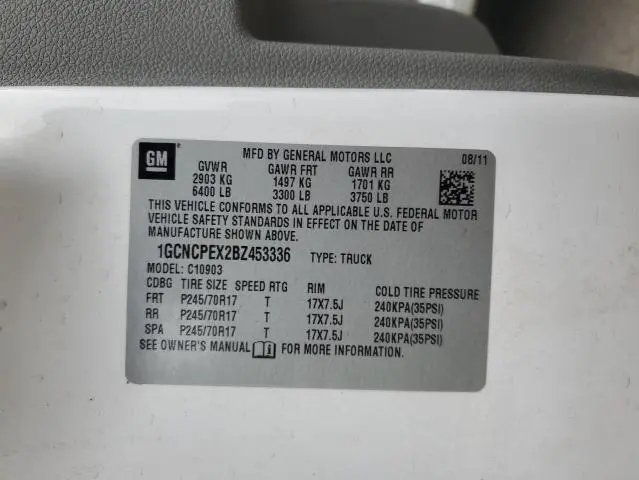 GM
MFD BY GENERAL MOTORS LLC 08/11
GVWR GAWR FRT GAWR RR
2903 KG 1497 KG 1701 KG
6400 LB 3300 LB 3750 LB
THIS VEHICLE CONFORMS TO ALL APPLICABLE U.S. FEDERAL MOTOR
VEHICLE SAFETY STANDARDS IN EFFECT ON THE DATE OF
MANUFACTURE SHOWN ABOVE.
1GCNCPEX2BZ453336 TYPE: TRUCK
MODEL: C10903
CDBG TIRE SIZE SPEED RTG RIM COLD TIRE PRESSURE
FRT P245/70R17 T 17X7.5J 240KPA(35PSI)
RR P245/70R17 T 17X7.5J 240KPA(35PSI)
SPA P245/70R17 T 17X7.5J 240KPA(35PSI)
SEE OWNER'S MANUAL FOR MORE INFORMATION.